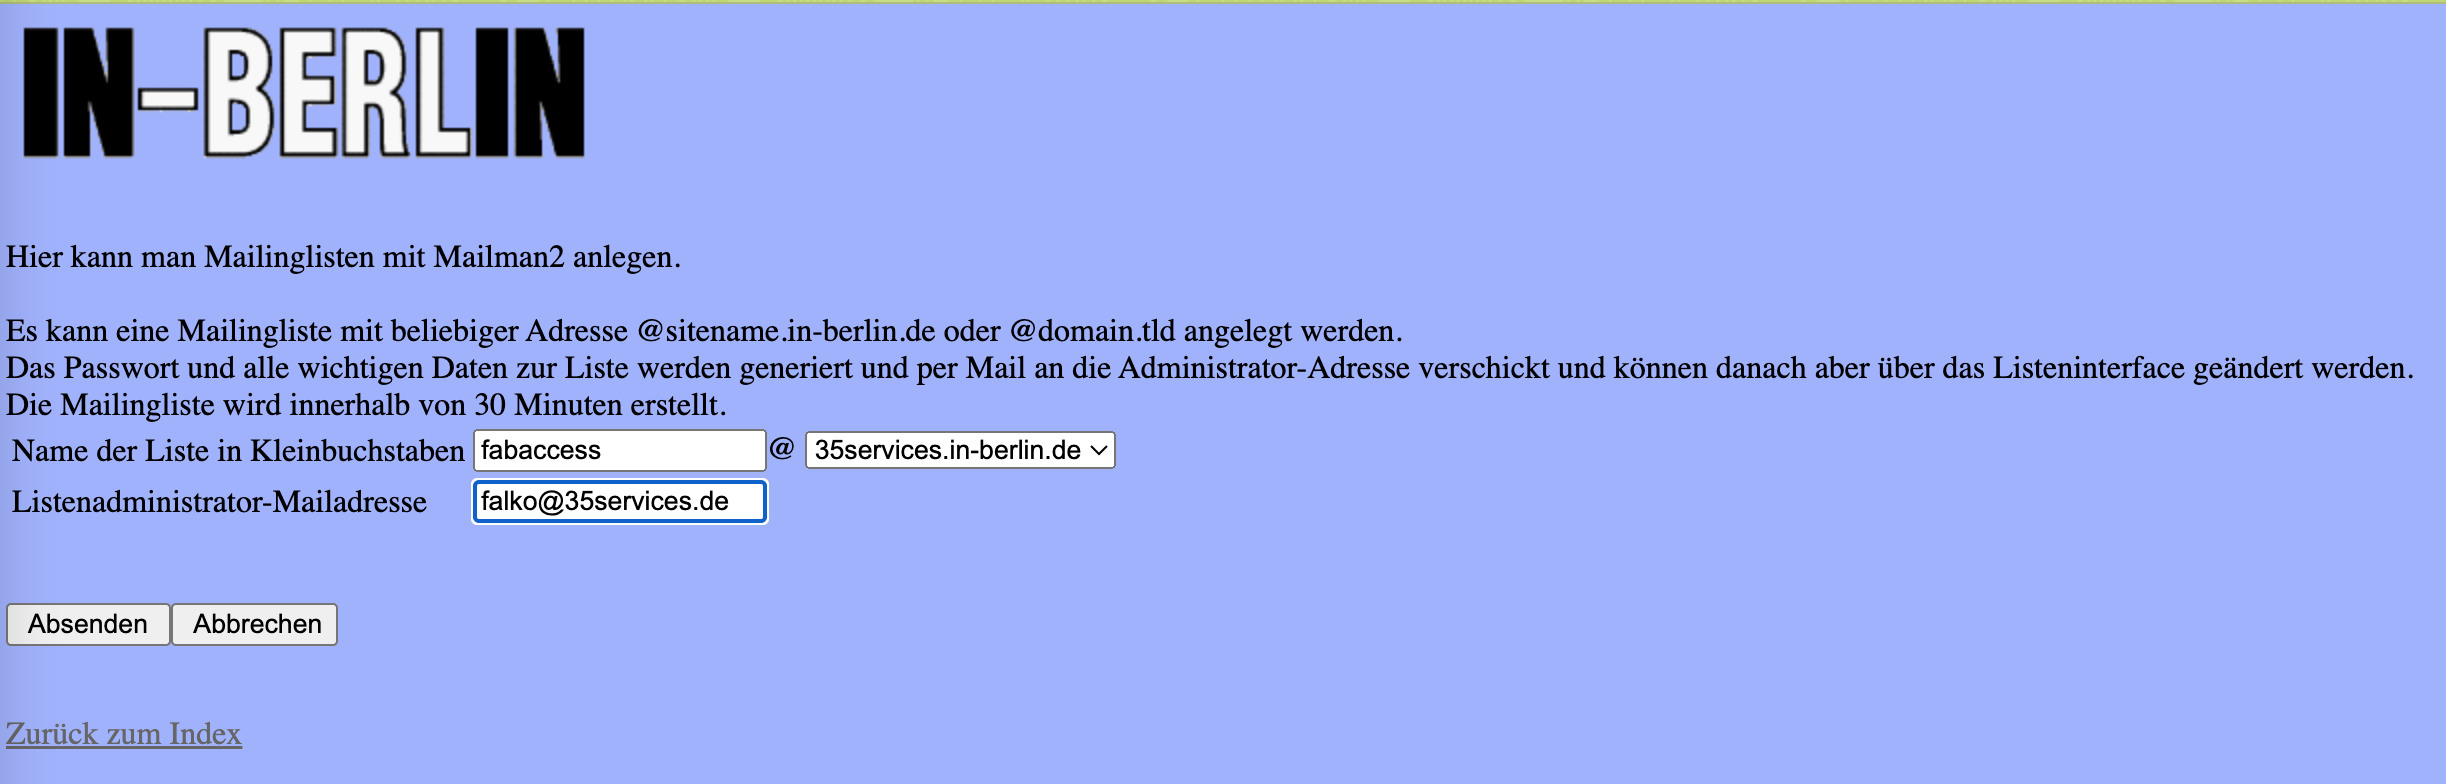 IN-BERLIN
Hier kann man Mailinglisten mit Mailman2 anlegen.
Es kann eine Mailingliste mit beliebiger Adresse @sitename.in-berlin.de oder @domain.tld angelegt werden.
Das Passwort und alle wichtigen Daten zur Liste werden generiert und per Mail an die Administrator-Adresse verschickt und können danach aber über das Listeninterface geändert werden.
Die Mailingliste wird innerhalb von 30 Minuten erstellt.
Name der Liste in Kleinbuchstaben fabaccess @ 35services.in-berlin.de
Listenadministrator-Mailadresse falko@35services.de
Absenden Abbrechen
Zurück zum Index